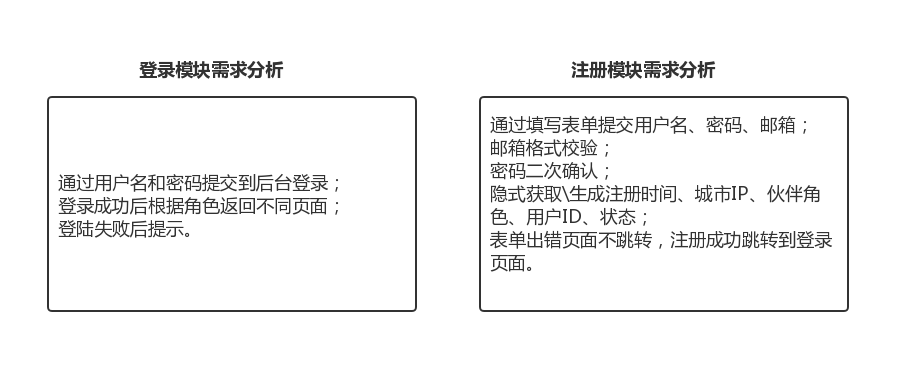 登录模块需求分析
通过用户名和密码提交到后台登录；
登录成功后根据角色返回不同页面；
登陆失败后提示。
注册模块需求分析
通过填写表单提交用户名、密码、邮箱；
邮箱格式校验；
密码二次确认；
隐式获取\生成注册时间、城市IP、伙伴角
色、用户ID、状态；
表单出错页面不跳转，注册成功跳转到登录
页面。